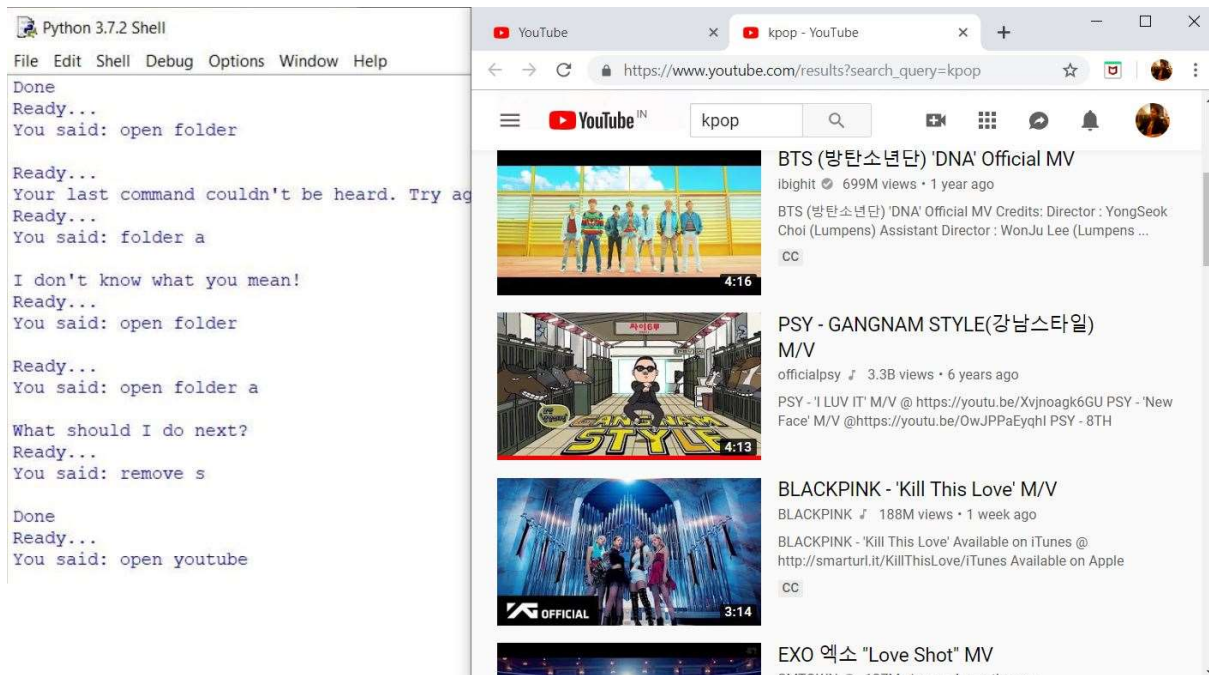 Python 3.7.2 Shell
File Edit Shell Debug Options Window Help
Done
Ready...
You said: open folder
Ready...
Your last command couldn't be heard. Try ag
Ready...
You said: folder a
I don't know what you mean!
Ready...
You said: open folder
Ready...
You said: open folder a
What should I do next?
Ready...
You said: remove s
Done
Ready...
You said: open youtube
YouTube
kpop - YouTube
https://www.youtube.com/results?search_query=kpop
YouTube IN
kpop
BTS (방탄소년단) 'DNA' Official MV
ibighit 699M views • 1 year ago
BTS (방탄소년단) 'DNA' Official MV Credits: Director : YongSeok
Choi (Lumpens) Assistant Director : WonJu Lee (Lumpens ...
CC
4:16
PSY - GANGNAM STYLE(강남스타일)
M/V
officialpsy 3.3B views • 6 years ago
PSY - 'I LUV IT' M/V @ https://youtu.be/Xvjnoagk6GU PSY - 'New
Face' M/V @https://youtu.be/OwJPPaEyqhI PSY - 8TH
싸이6甲
GANGNAM
STYLE
4:13
BLACKPINK - 'Kill This Love' M/V
BLACKPINK 188M views • 1 week ago
BLACKPINK - 'Kill This Love' Available on iTunes @
http://smarturl.it/KillThisLove/iTunes Available on Apple
CC
YG OFFICIAL
3:14
EXO 엑소 "Love Shot" MV